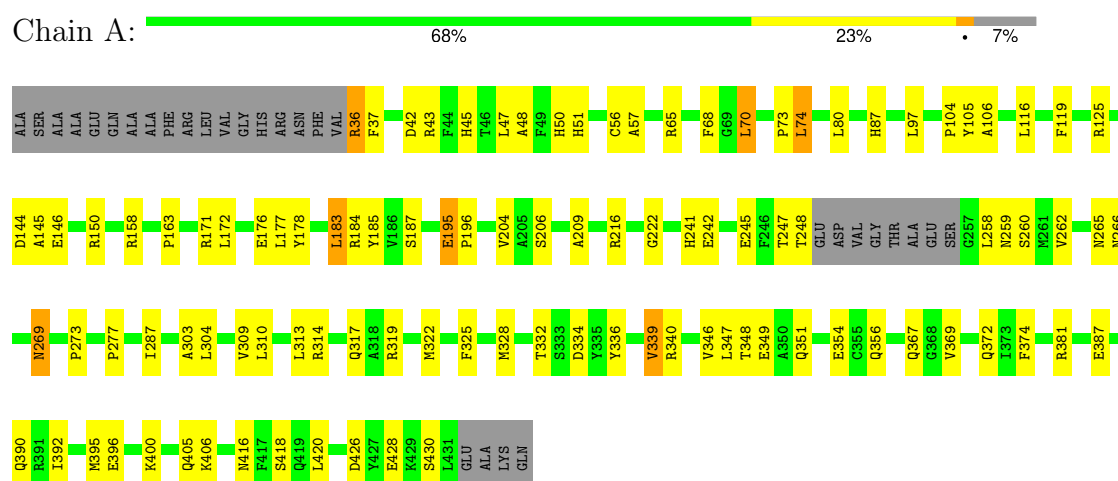 Chain A:
68% 23% • 7%
ALA SER ALA ALA GLU GLN ALA ALA PHE ARG LEU VAL GLY HIS ARG ASN PHE VAL R36 F37 D42 R43 F44 H45 T46 L47 A48 F49 H50 H51 C56 A57 R65 F68 G69 L70 P73 L74 L80 H87 L97 P104 Y105 A106 L116 F119 R125
D144 A145 E146 R150 R158 P163 R171 L172 E176 L177 Y178 L183 R184 Y185 V186 S187 E195 P196 V204 A205 S206 A209 R216 G222 H241 E242 E245 F246 T247 T248 GLU ASP VAL GLY THR ALA GLU SER G257 L258 N259 S260 M261 V262 N265 N266
N269 P273 P277 I287 A303 L304 V309 L310 L313 R314 Q317 A318 R319 M322 F325 M328 T332 S333 D334 Y335 Y336 V339 R340 V346 L347 T348 E349 A350 Q351 E354 C355 Q356 Q367 G368 V369 Q372 I373 F374 R381 E387
Q390 R391 I392 M395 E396 K400 Q405 K406 N416 F417 S418 Q419 L420 D426 Y427 E428 K429 S430 L431 GLU ALA LYS GLN